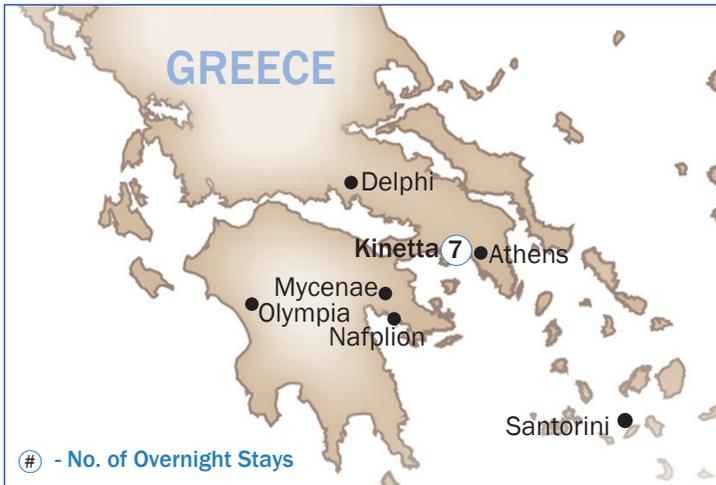 GREECE
Delphi
Kinetta 7
Athens
Mycenae
Olympia
Nafplion
Santorini
# - No. of Overnight Stays